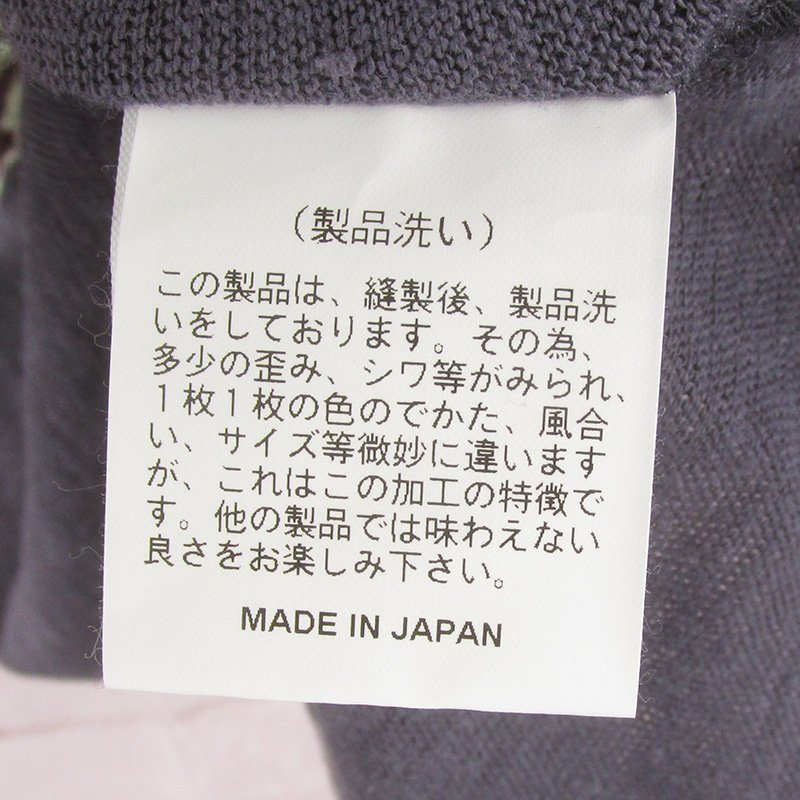 （製品洗い）
この製品は、縫製後、製品洗
いをしております。その為、
多少の歪み、シワ等がみられ、
１枚１枚の色のでかた、風合
い、サイズ等微妙に違います
が、これはこの加工の特徴で
す。他の製品では味わえない
良さをお楽しみ下さい。
MADE IN JAPAN